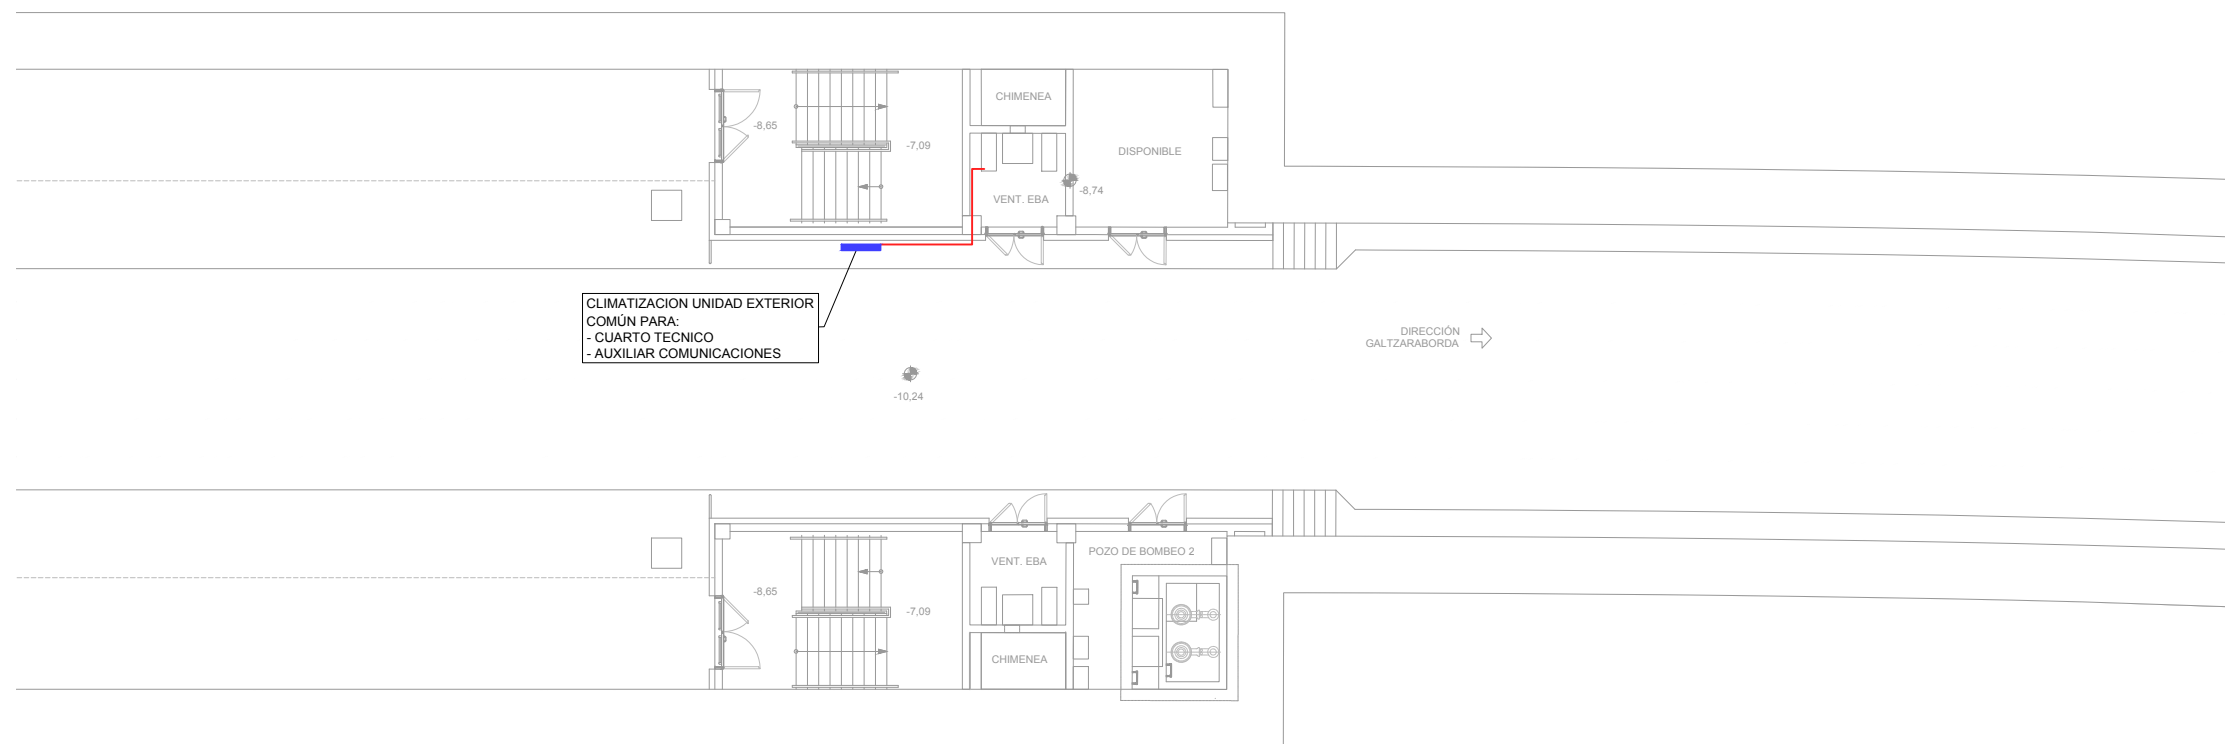 CHIMENEA
-8,65
-7,09
DISPONIBLE
-8,74
VENT. EBA
CLIMATIZACION UNIDAD EXTERIOR
COMÚN PARA:
- CUARTO TECNICO
- AUXILIAR COMUNICACIONES
DIRECCIÓN
GALTZARABORDA
-10,24
VENT. EBA
POZO DE BOMBEO 2
-8,65
-7,09
CHIMENEA